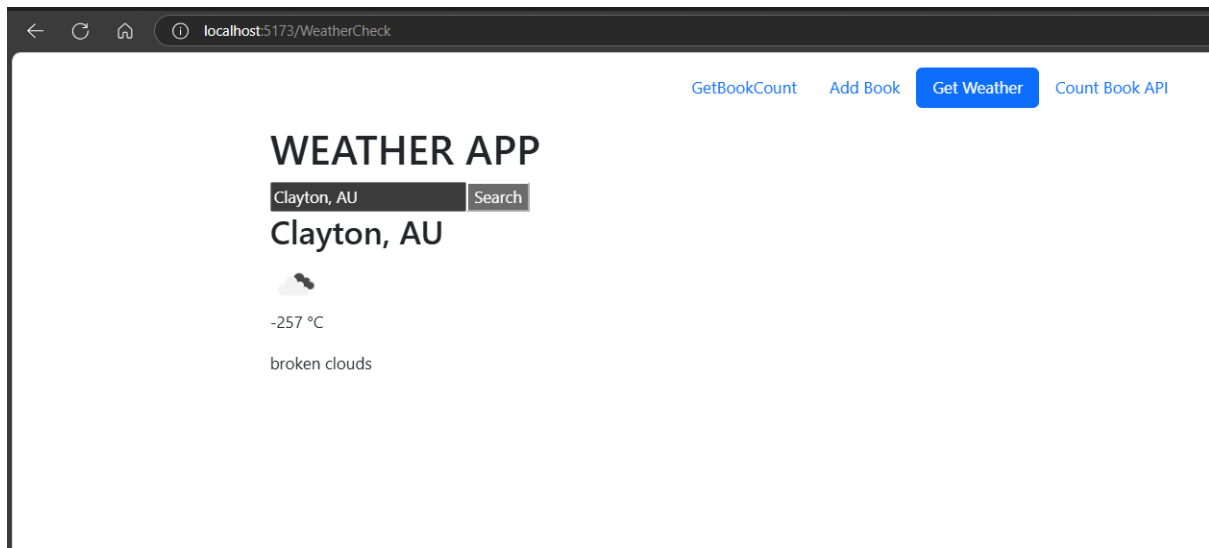 localhost:5173/WeatherCheck
GetBookCount Add Book Get Weather Count Book API
WEATHER APP
Clayton, AU Search
Clayton, AU
-257 °C
broken clouds